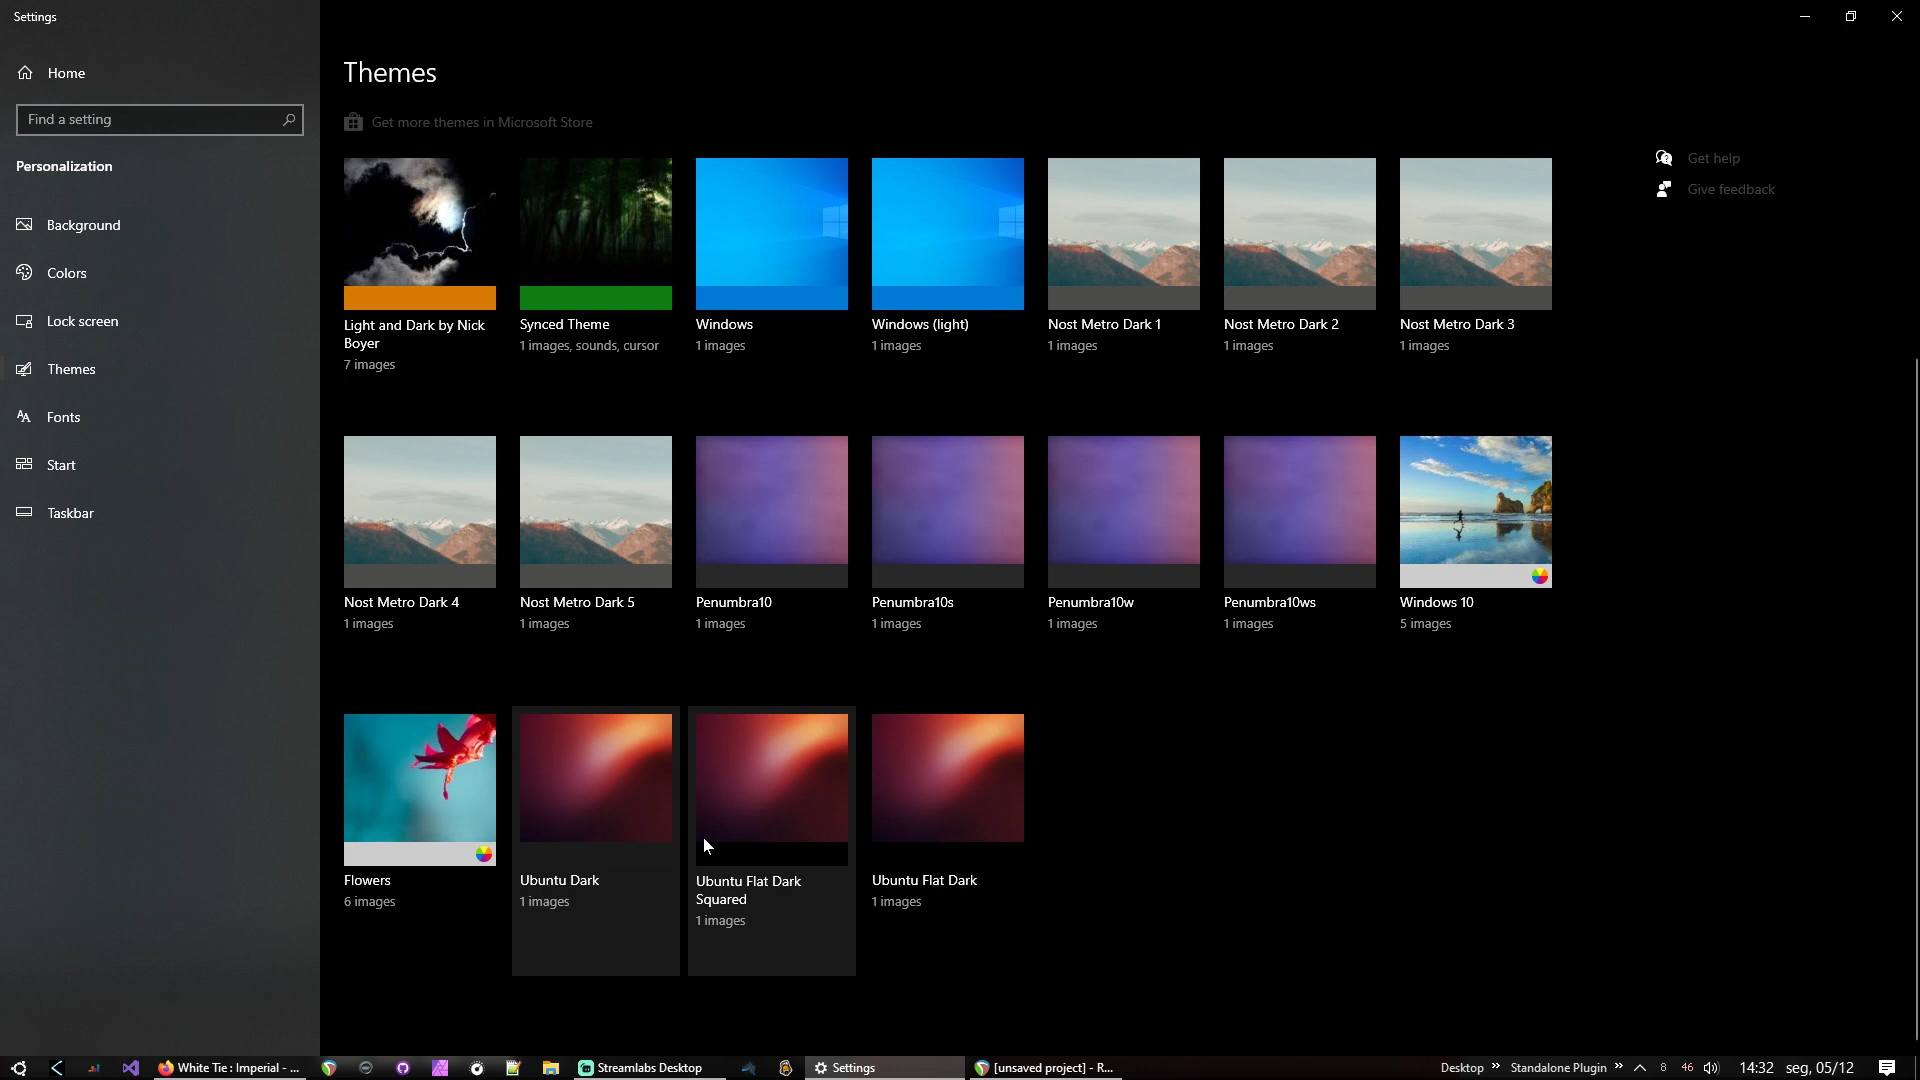 Settings
Home
Find a setting
Personalization
Background
Colors
Lock screen
Themes
Fonts
Start
Taskbar
Themes
Get more themes in Microsoft Store
Get help
Give feedback
Light and Dark by Nick
Boyer
7 images
Synced Theme
1 images, sounds, cursor
Windows
1 images
Windows (light)
1 images
Nost Metro Dark 1
1 images
Nost Metro Dark 2
1 images
Nost Metro Dark 3
1 images
Nost Metro Dark 4
1 images
Nost Metro Dark 5
1 images
Penumbra10
1 images
Penumbra10s
1 images
Penumbra10w
1 images
Penumbra10ws
1 images
Windows 10
5 images
Flowers
6 images
Ubuntu Dark
1 images
Ubuntu Flat Dark
Squared
1 images
Ubuntu Flat Dark
1 images
White Tie : Imperial - ...
Streamlabs Desktop
Settings
[unsaved project] - R...
Desktop »
Standalone Plugin »
8
46
14:32
seg, 05/12